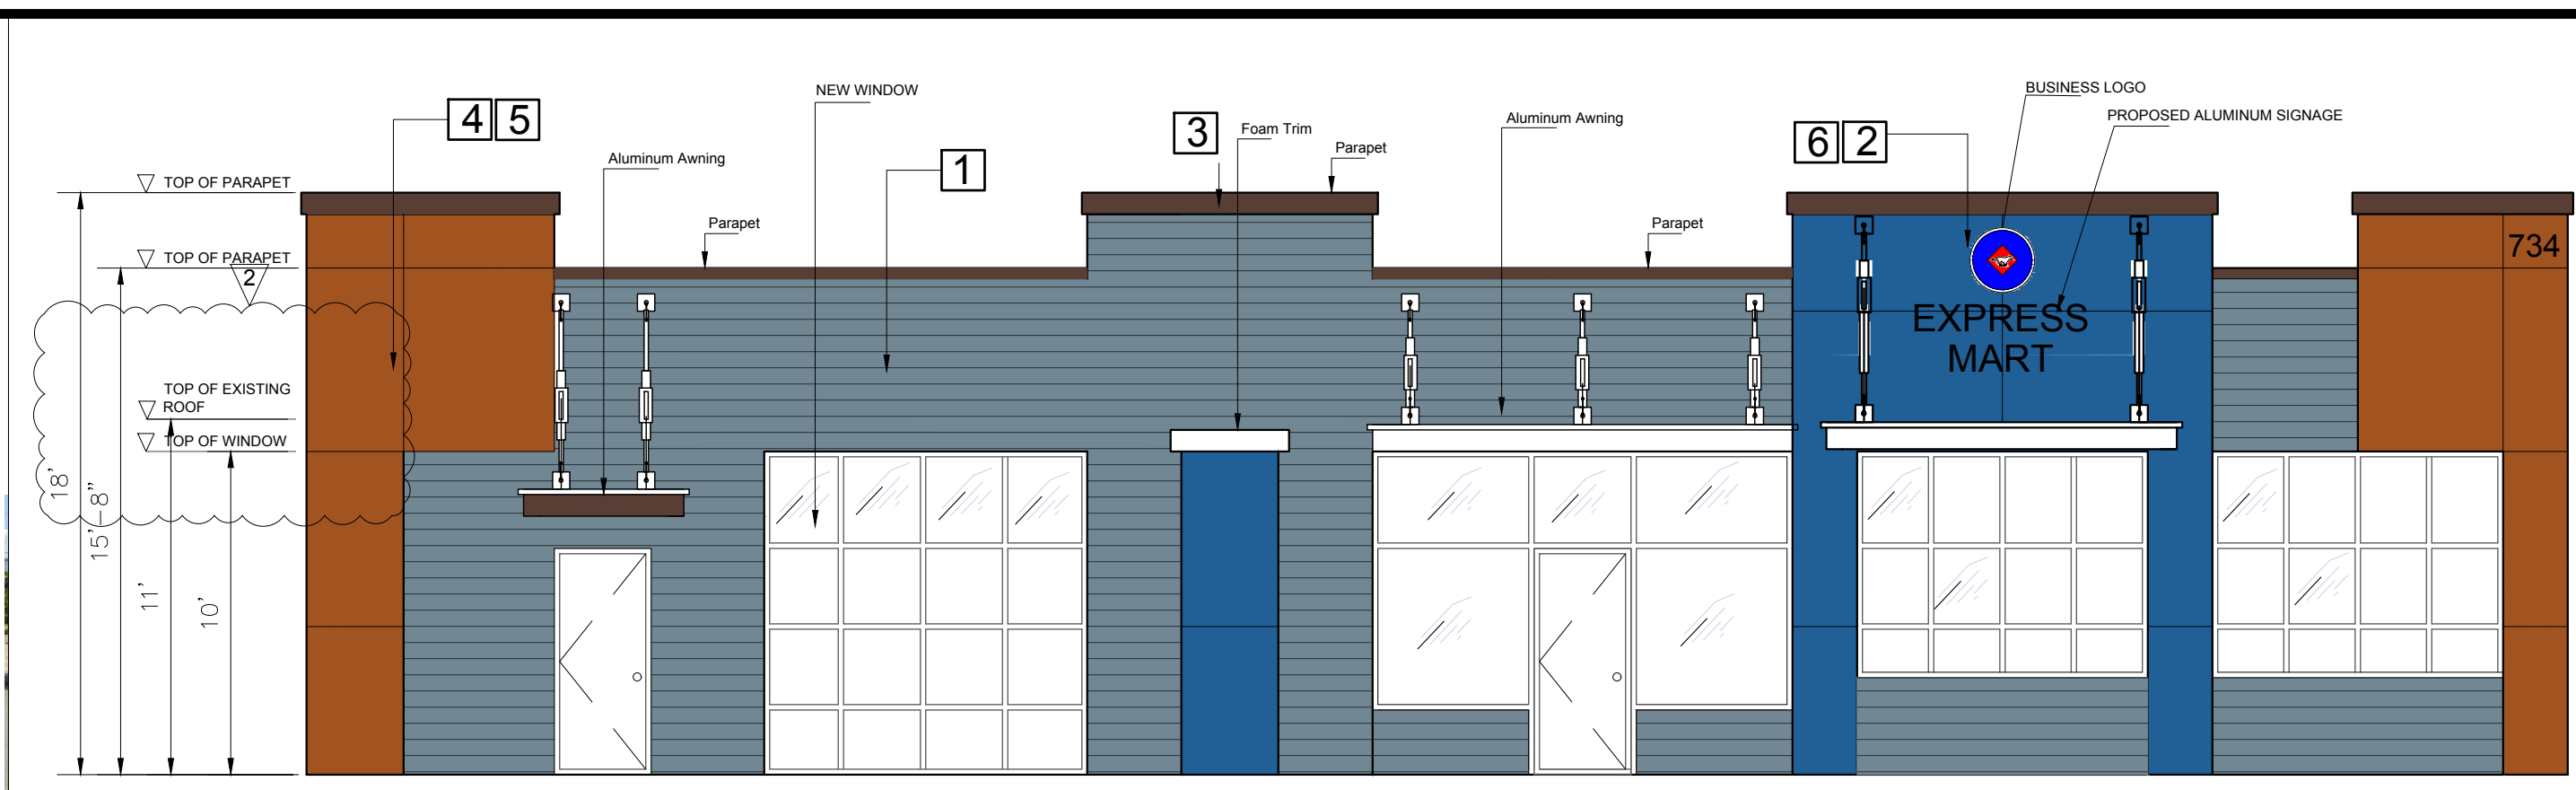 BUSINESS LOGO
NEW WINDOW
PROPOSED ALUMINUM SIGNAGE
4 5
3
Foam Trim
Aluminum Awning
6 2
Parapet
Aluminum Awning
1
TOP OF PARAPET
Parapet
Parapet
734
TOP OF PARAPET
2
EXPRESS
MART
TOP OF EXISTING
ROOF
TOP OF WINDOW
18'
15'-8"
11'
10'